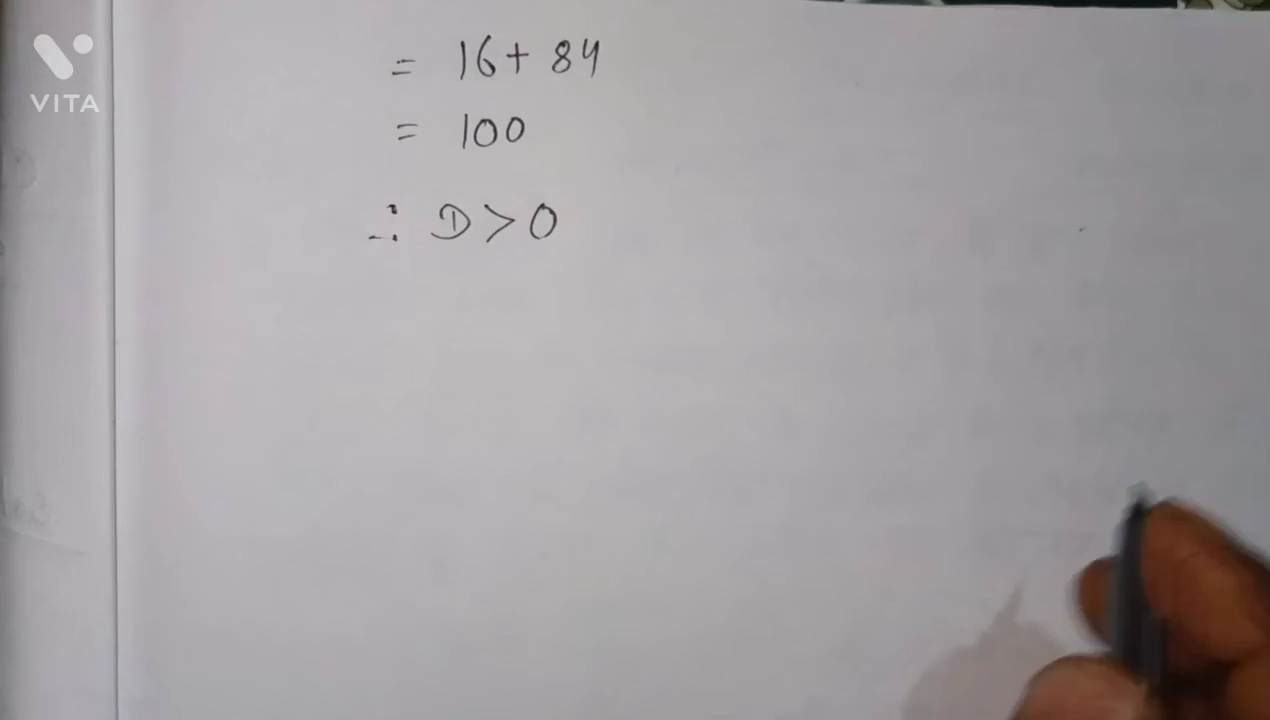 VITA
= 16 + 84
= 100
∴ D > 0